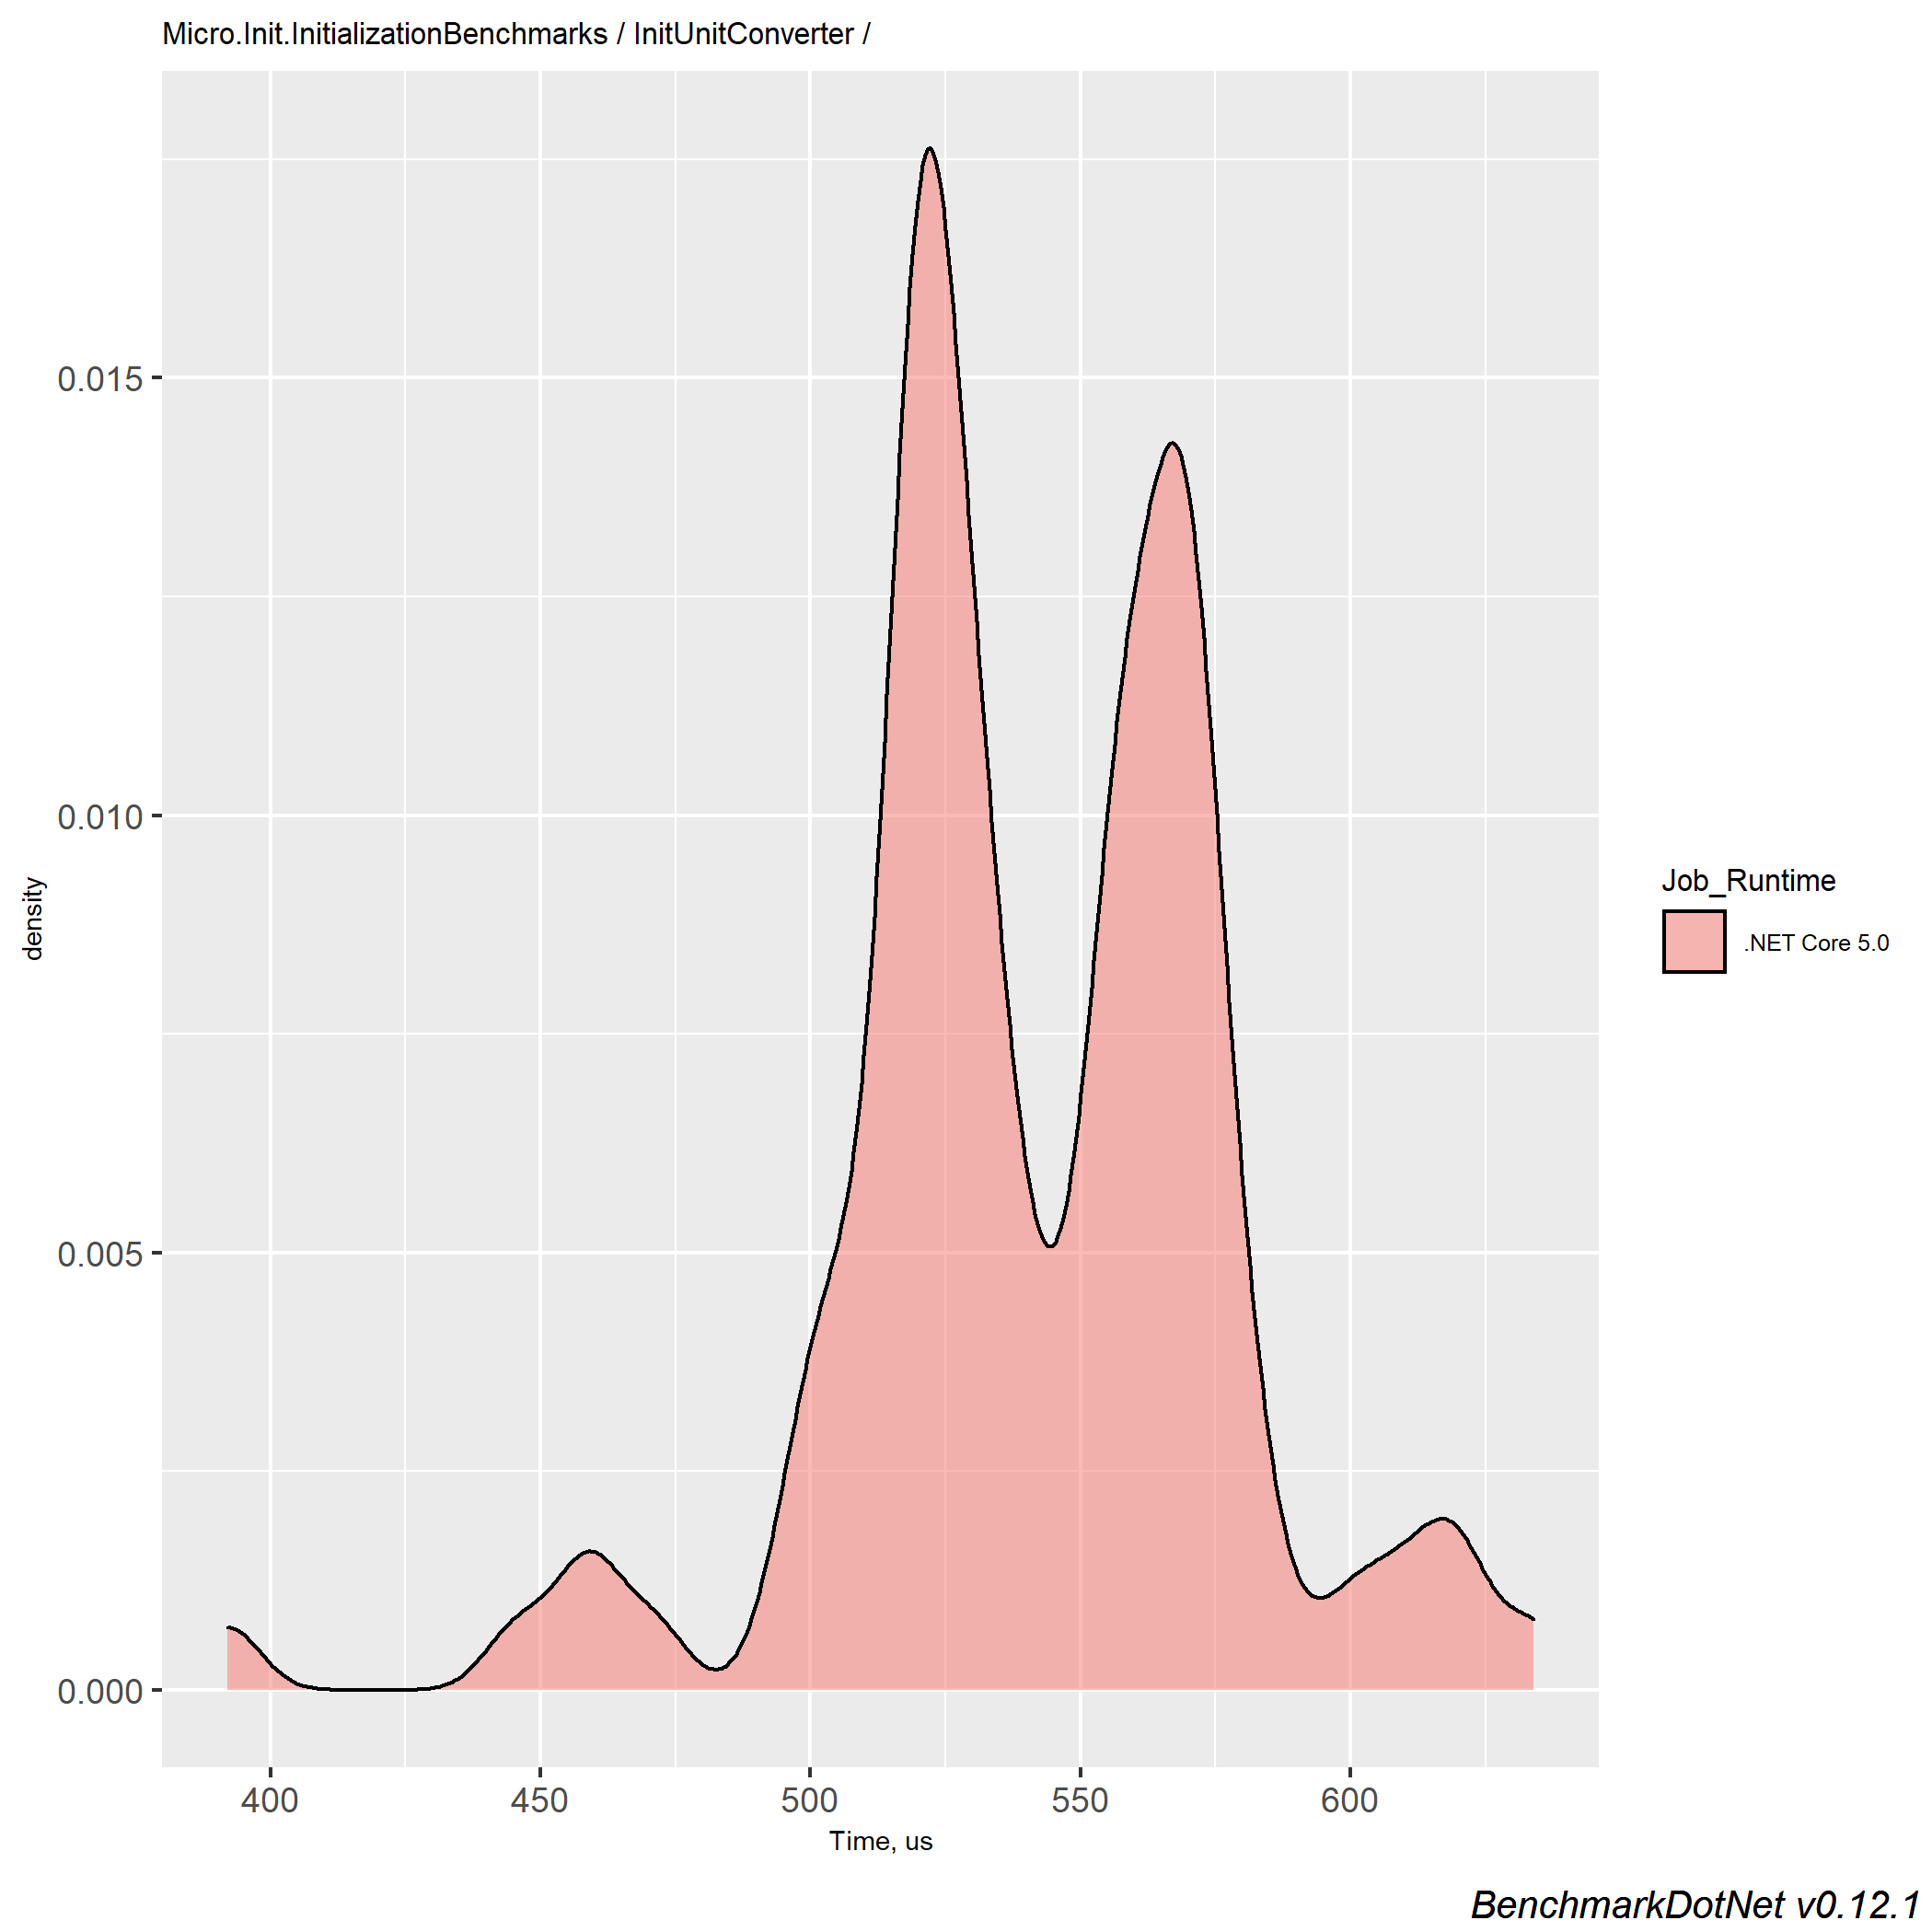 Micro.Init.InitializationBenchmarks / InitUnitConverter /
0.015
0.010
0.005
0.000
density
400 450 500 550 600
Time, us
Job_Runtime
.NET Core 5.0
BenchmarkDotNet v0.12.1